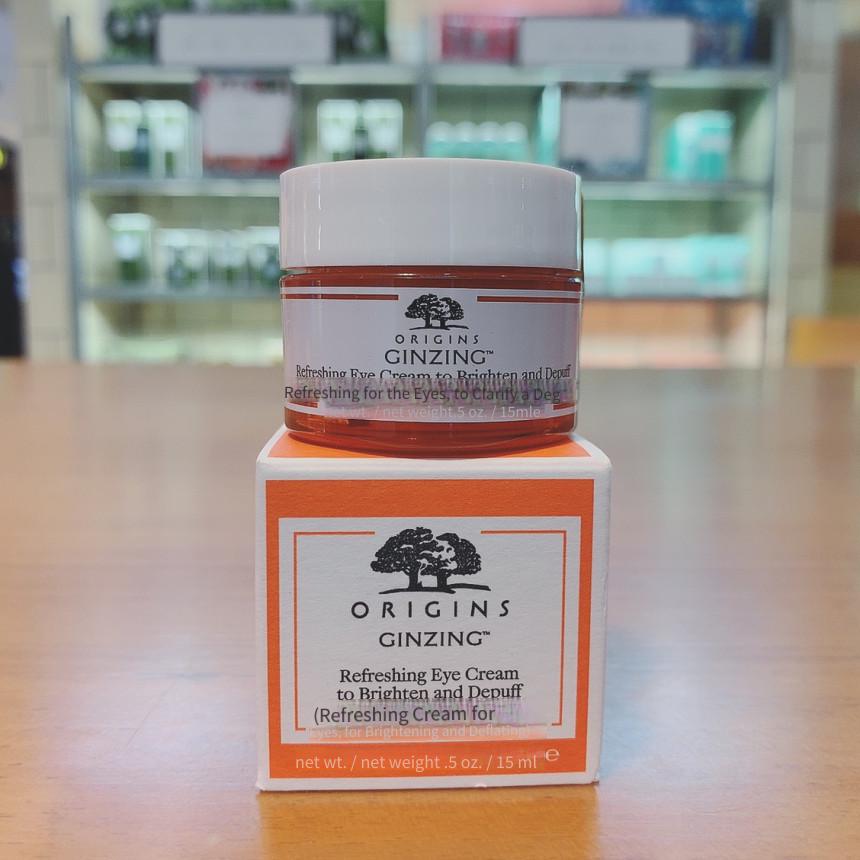 ORIGINS
GINZING™
Refreshing Eye Cream to Brighten and Depuff
Refreshing for the Eyes, to Clarify a Deg
net wt. / net weight.5 oz. / 15mle
ORIGINS
GINZING™
Refreshing Eye Cream
to Brighten and Depuff
(Refreshing Cream for
Eyes, for Brightening and Deflating)
net wt. / net weight .5 oz. / 15 ml e